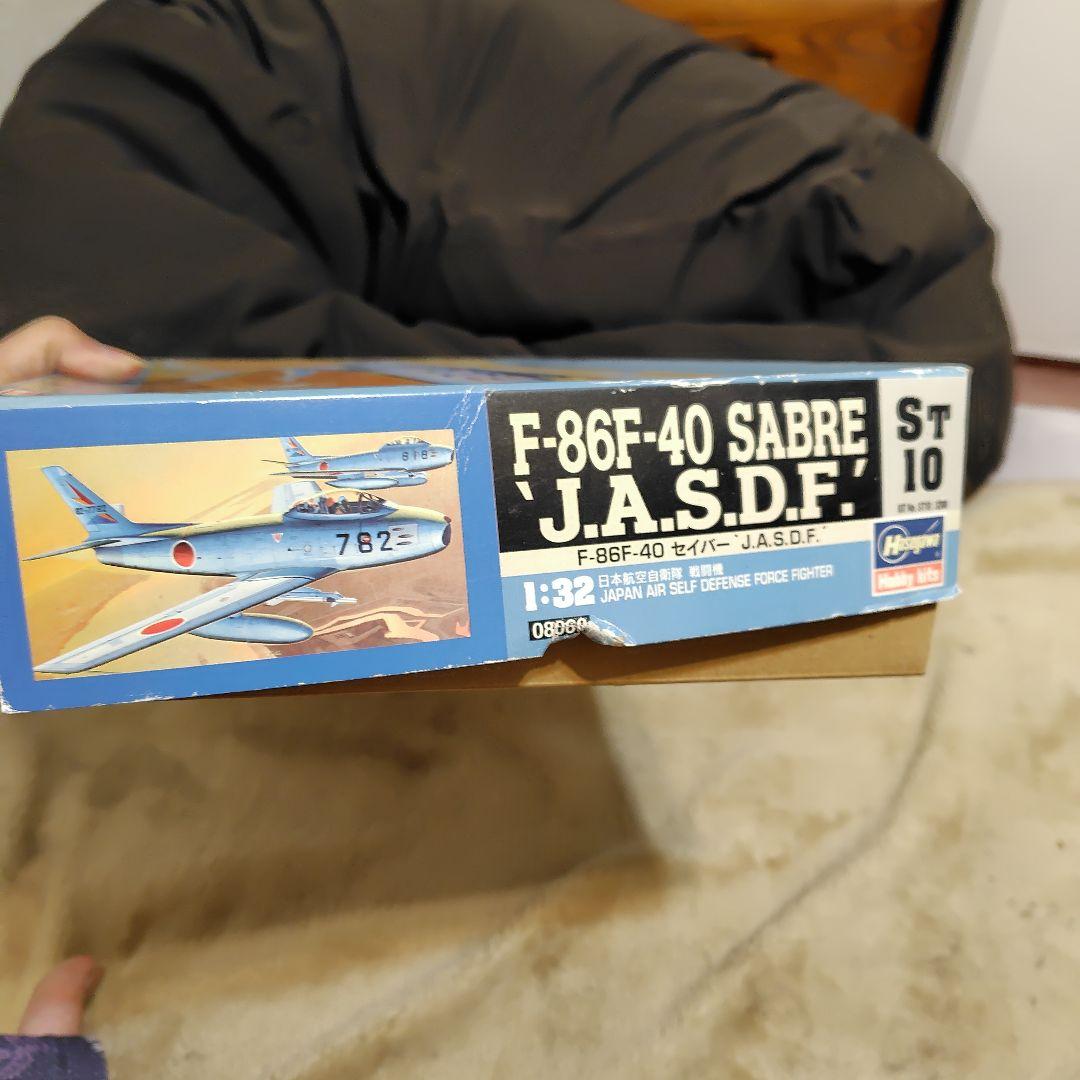 F-86F-40 SABRE
'J.A.S.D.F.'
F-86F-40 セイバー 'J.A.S.D.F.'
1:32 日本航空自衛隊 戦闘機
JAPAN AIR SELF DEFENSE FORCE FIGHTER
ST
10
Hasegawa
Hobby kits
782
618